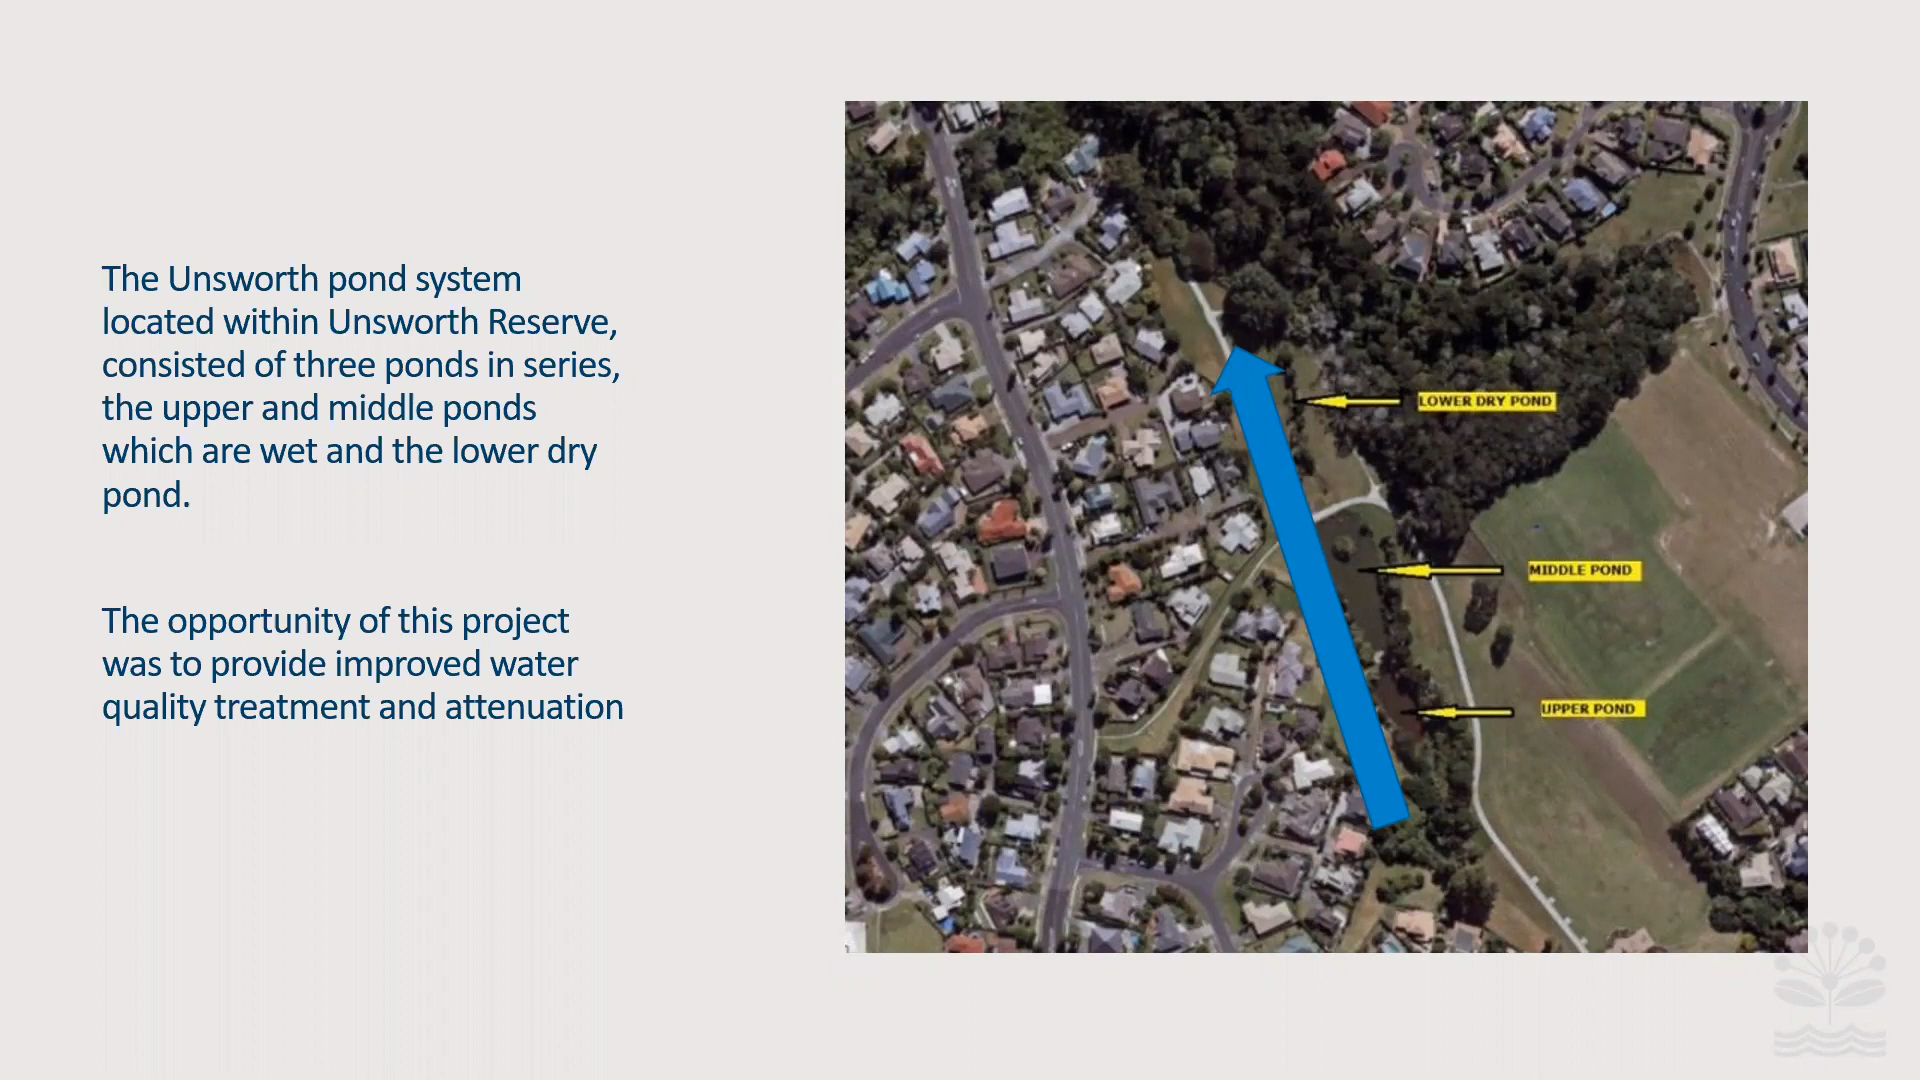 The Unsworth pond system
located within Unsworth Reserve,
consisted of three ponds in series,
the upper and middle ponds
which are wet and the lower dry
pond.
The opportunity of this project
was to provide improved water
quality treatment and attenuation
LOWER DRY POND
MIDDLE POND
UPPER POND